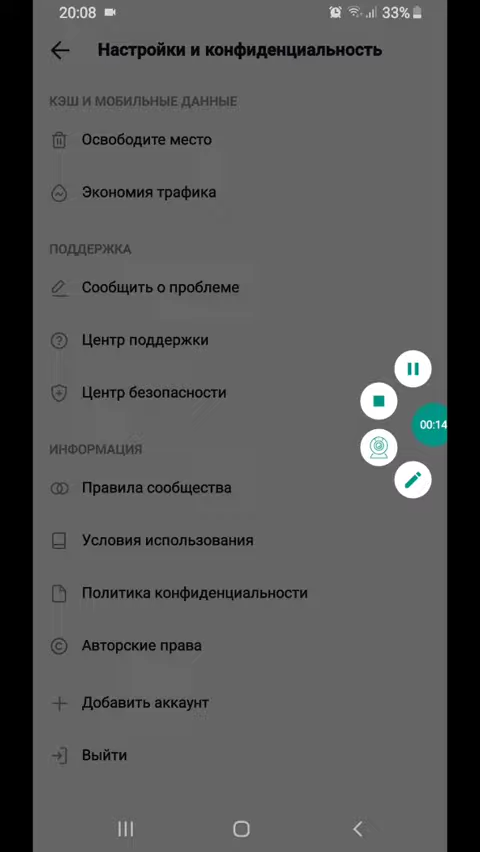 20:08 33%
Настройки и конфиденциальность
КЭШ И МОБИЛЬНЫЕ ДАННЫЕ
Освободите место
Экономия трафика
ПОДДЕРЖКА
Сообщить о проблеме
Центр поддержки
Центр безопасности
00:14
ИНФОРМАЦИЯ
Правила сообщества
Условия использования
Политика конфиденциальности
Авторские права
Добавить аккаунт
Выйти